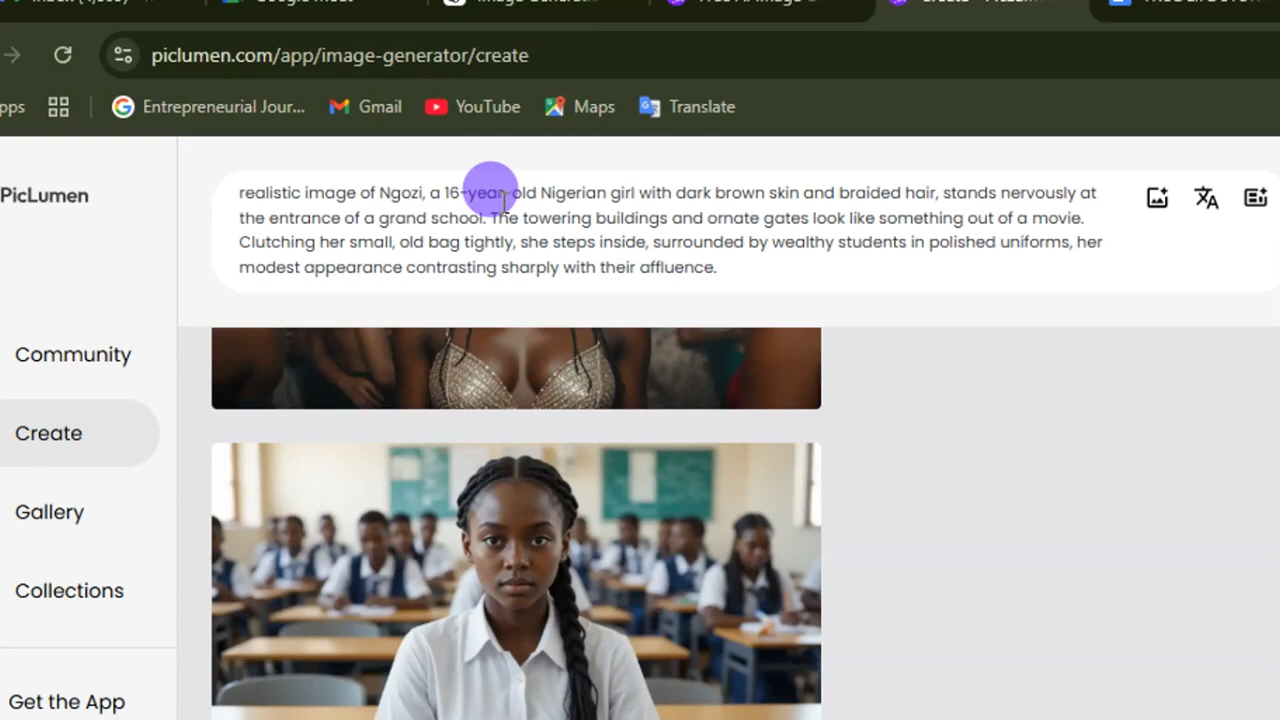 piclumen.com/app/image-generator/create
Entrepreneurial Jour... Gmail YouTube Maps Translate
PicLumen
realistic image of Ngozi, a 16-year-old Nigerian girl with dark brown skin and braided hair, stands nervously at
the entrance of a grand school. The towering buildings and ornate gates look like something out of a movie.
Clutching her small, old bag tightly, she steps inside, surrounded by wealthy students in polished uniforms, her
modest appearance contrasting sharply with their affluence.
Community
Create
Gallery
Collections
Get the App